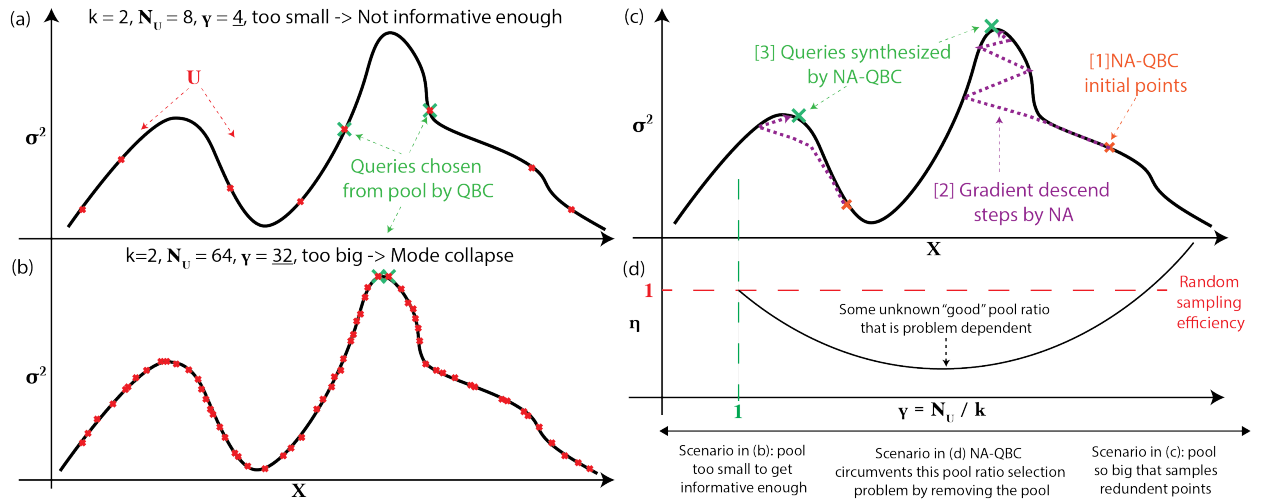 (a)
k = 2, N_U = 8, γ = 4, too small -> Not informative enough
U
σ²
Queries chosen
from pool by QBC
(b)
k=2, N_U = 64, γ = 32, too big -> Mode collapse
σ²
X
(c)
[3] Queries synthesized
by NA-QBC
[1]NA-QBC
initial points
σ²
[2] Gradient descend
steps by NA
X
(d)
1
η
Some unknown “good” pool ratio
that is problem dependent
Random
sampling
efficiency
1
γ = N_U / k
Scenario in (b): pool
too small to get
informative enough
Scenario in (d) NA-QBC
circumvents this pool ratio selection
problem by removing the pool
Scenario in (c): pool
so big that samples
redundent points